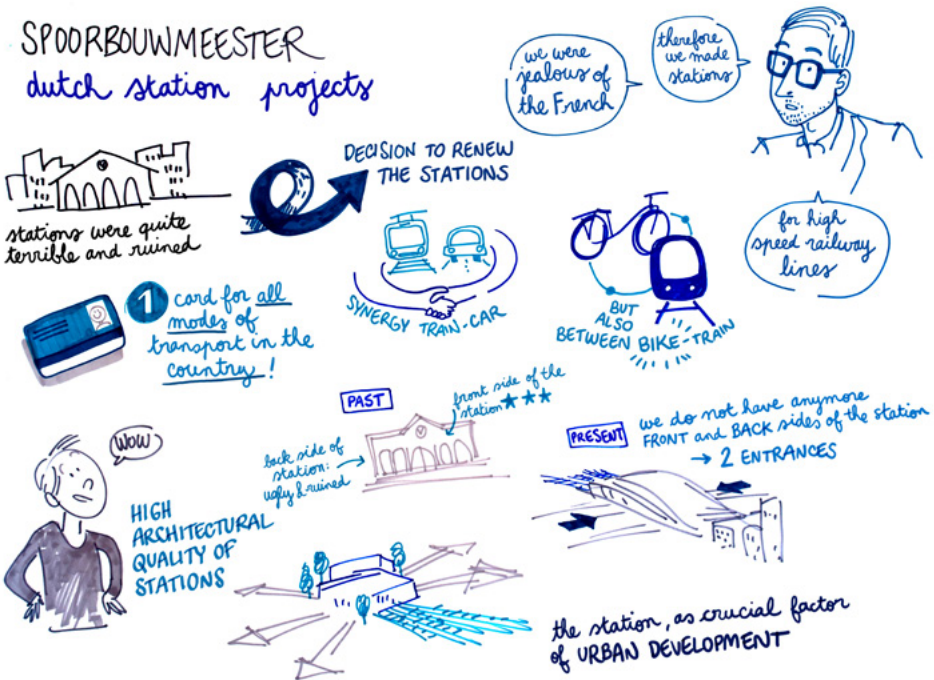 SPOORBOUWMEESTER
dutch station projects
we were
jealous of
the French
therefore
we made
stations
for high
speed railway
lines
stations were quite
terrible and ruined
DECISION TO RENEW
THE STATIONS
1 card for all
modes of
transport in the
country!
SYNERGY TRAIN-CAR
BUT
ALSO
BETWEEN BIKE-TRAIN
PAST
front side of the
station ★★★
back side of
station:
ugly & ruined
PRESENT
we do not have anymore
FRONT and BACK sides of the station
→ 2 ENTRANCES
WOW
HIGH
ARCHITECTURAL
QUALITY OF
STATIONS
the station, as crucial factor
of URBAN DEVELOPMENT